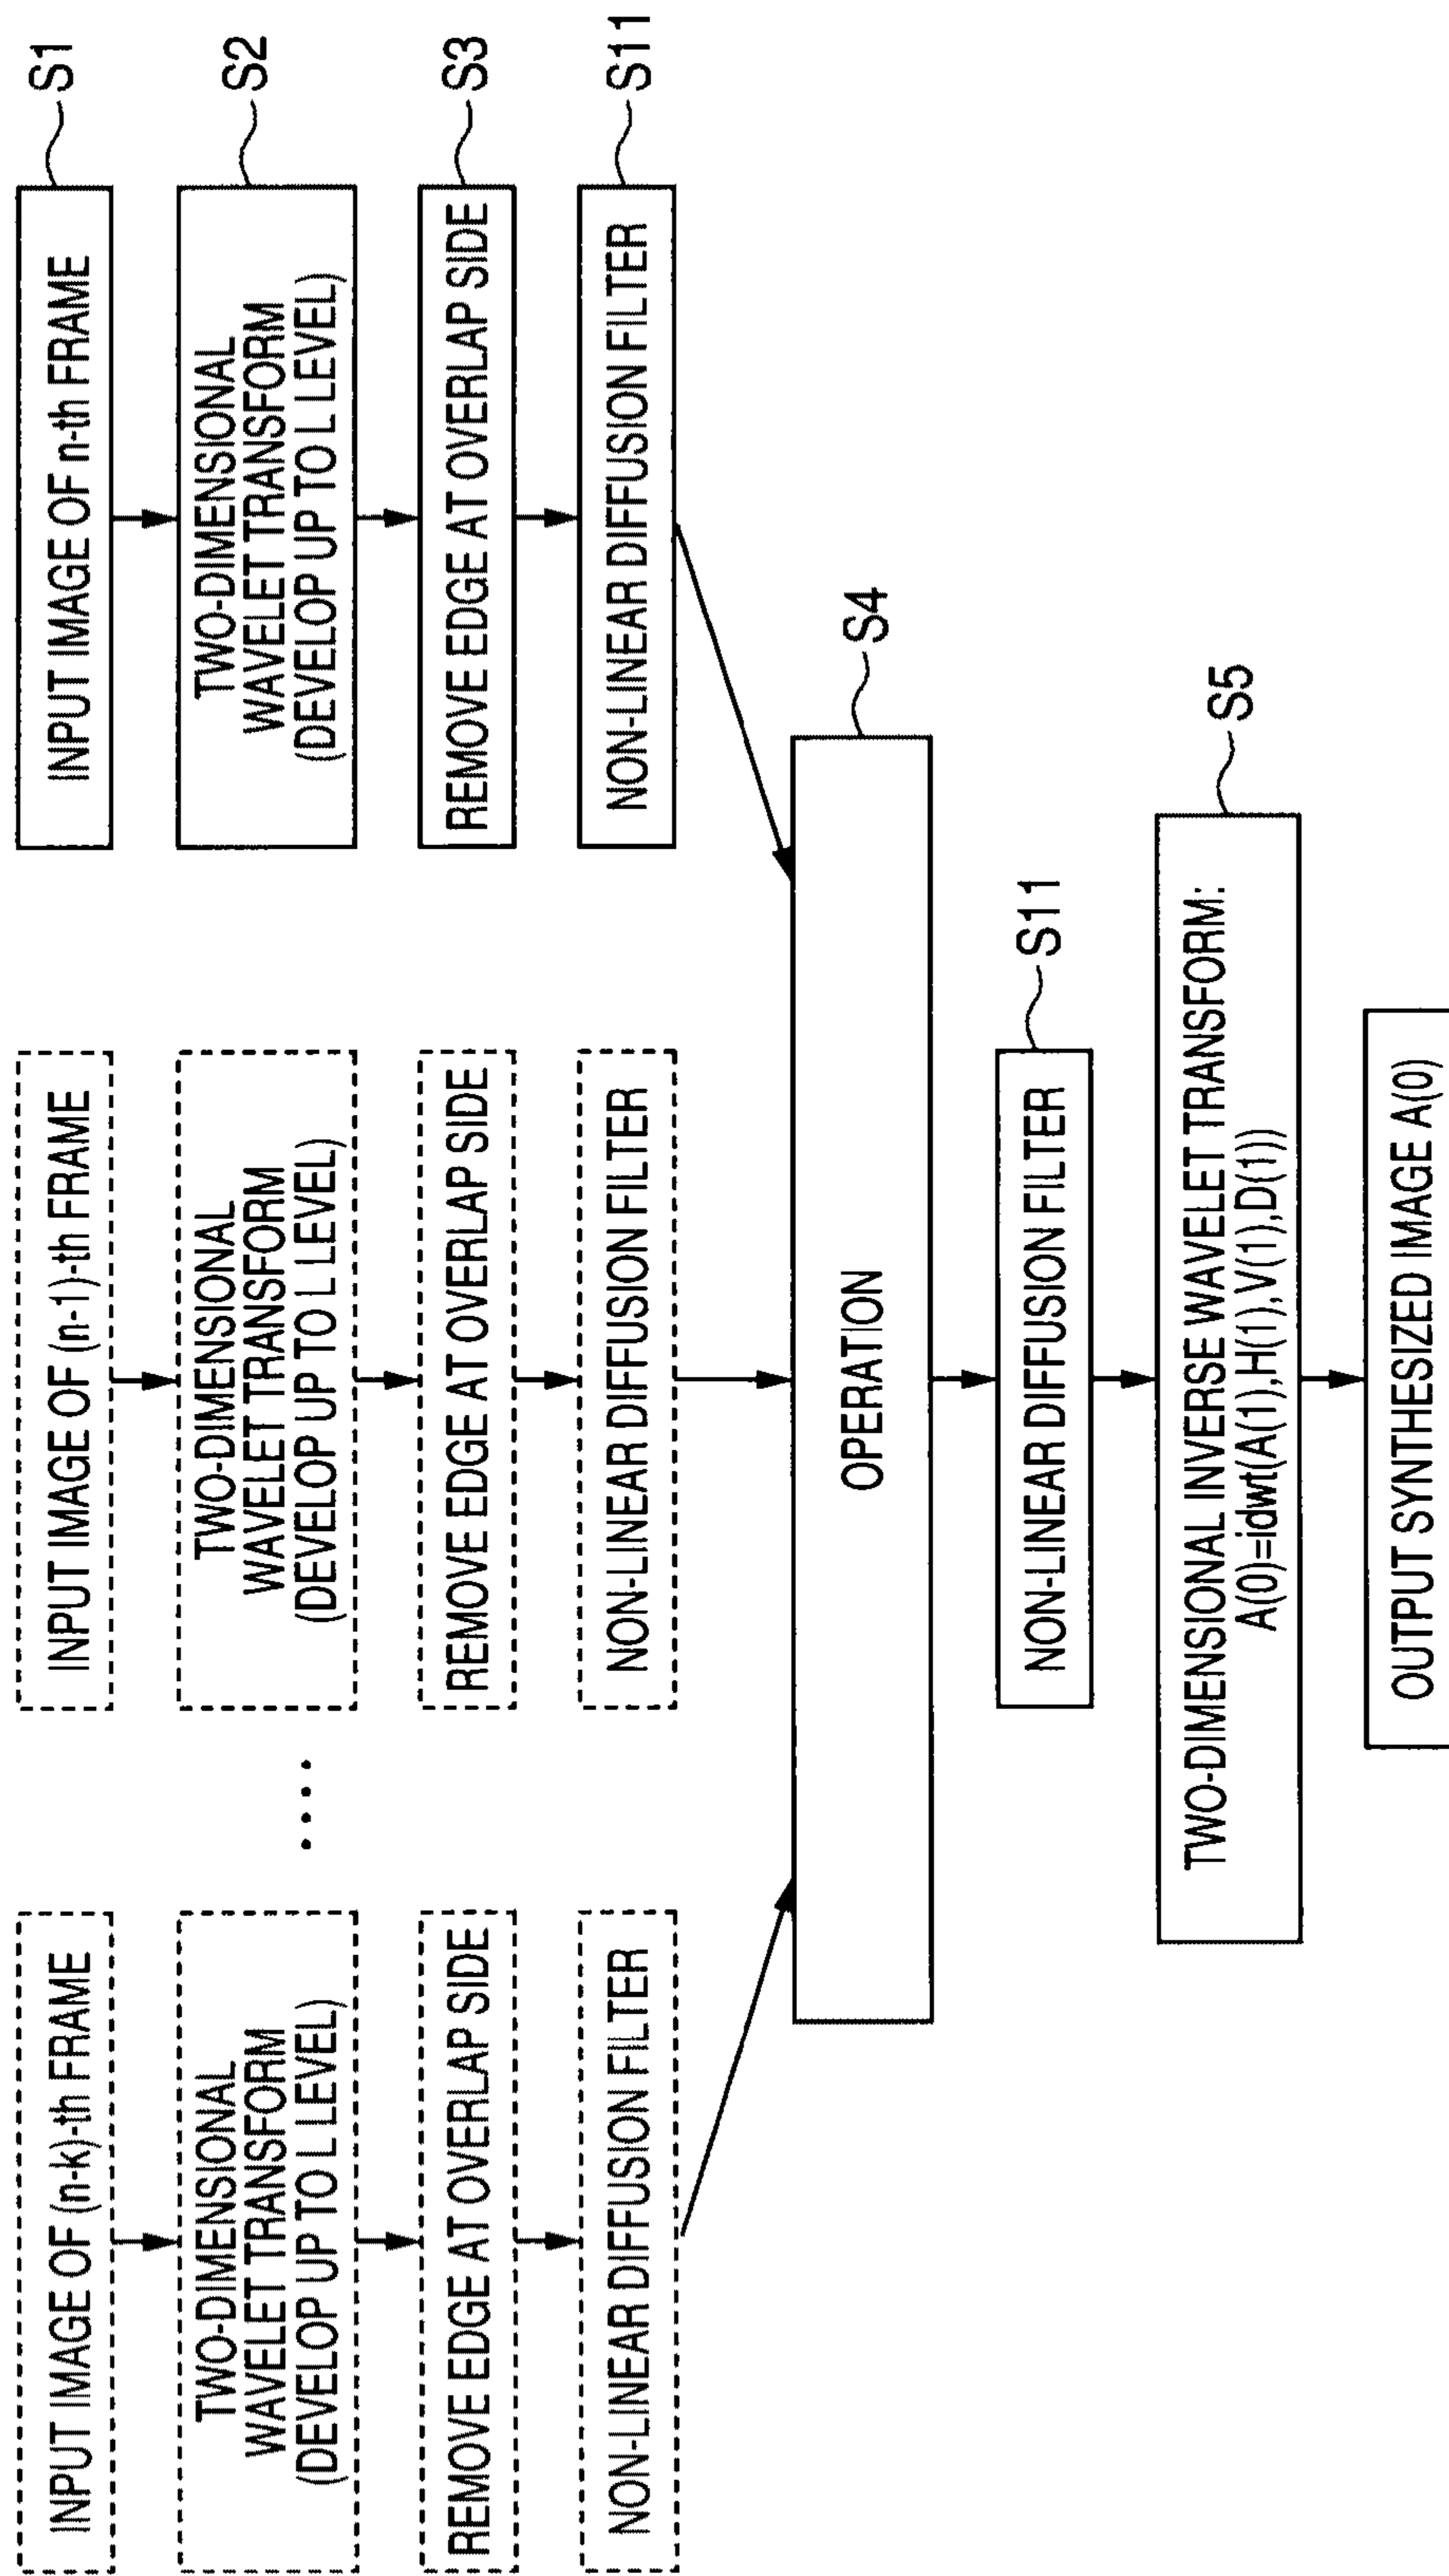 INPUT IMAGE OF (n-k)-th FRAME
TWO-DIMENSIONAL
WAVELET TRANSFORM
(DEVELOP UP TO L LEVEL)
REMOVE EDGE AT OVERLAP SIDE
NON-LINEAR DIFFUSION FILTER
....
INPUT IMAGE OF (n-1)-th FRAME
TWO-DIMENSIONAL
WAVELET TRANSFORM
(DEVELOP UP TO L LEVEL)
REMOVE EDGE AT OVERLAP SIDE
NON-LINEAR DIFFUSION FILTER
INPUT IMAGE OF n-th FRAME
S1
TWO-DIMENSIONAL
WAVELET TRANSFORM
(DEVELOP UP TO L LEVEL)
S2
REMOVE EDGE AT OVERLAP SIDE
S3
NON-LINEAR DIFFUSION FILTER
S11
OPERATION
S4
NON-LINEAR DIFFUSION FILTER
S11
TWO-DIMENSIONAL INVERSE WAVELET TRANSFORM:
A(0)=idwt(A(1),H(1),V(1),D(1))
S5
OUTPUT SYNTHESIZED IMAGE A(0)